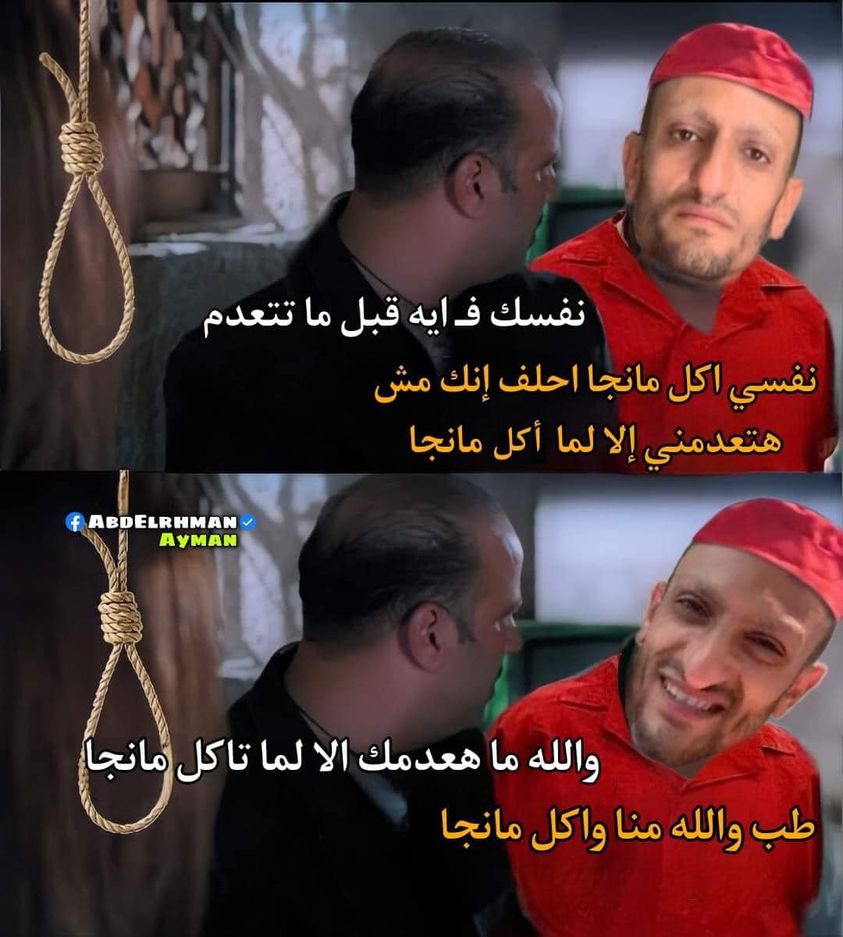 نفسك فـ ايه قبل ما تتعدم
نفسي اكل مانجا احلف إنك مش
هتعدمني إلا لما أكل مانجا
ABDELRHMAN
AYMAN
والله ما هعدمك الا لما تاكل مانجا
طب والله منا واكل مانجا